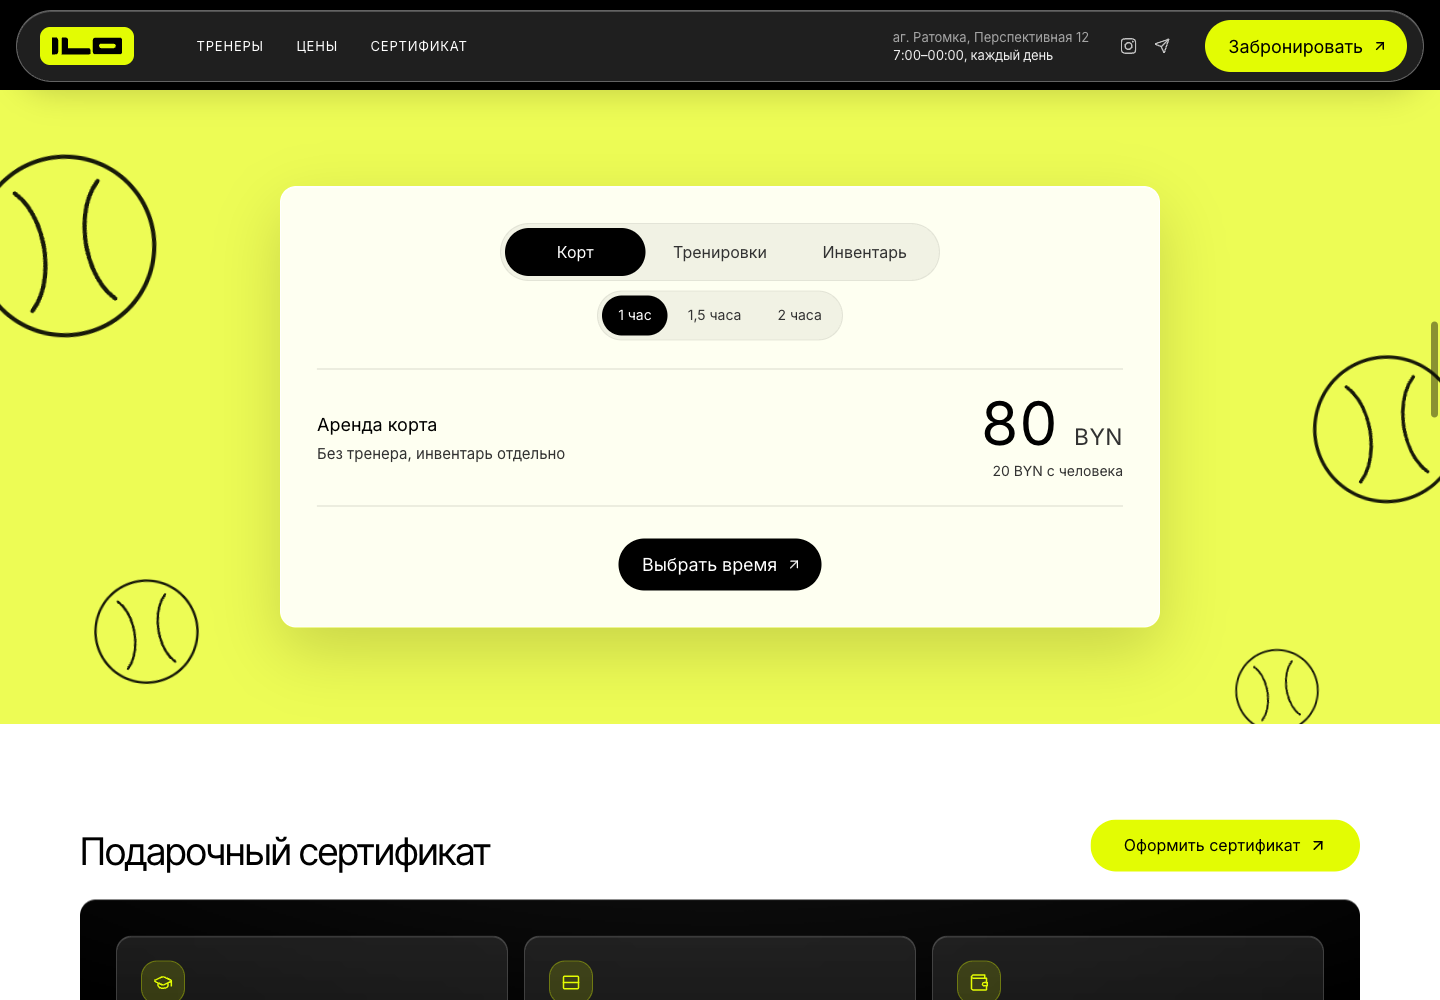 ILO
ТРЕНЕРЫ
ЦЕНЫ
СЕРТИФИКАТ
аг. Ратомка, Перспективная 12
7:00–00:00, каждый день
Забронировать
Корт
Тренировки
Инвентарь
1 час
1,5 часа
2 часа
Аренда корта
Без тренера, инвентарь отдельно
80 BYN
20 BYN с человека
Выбрать время
Подарочный сертификат
Оформить сертификат